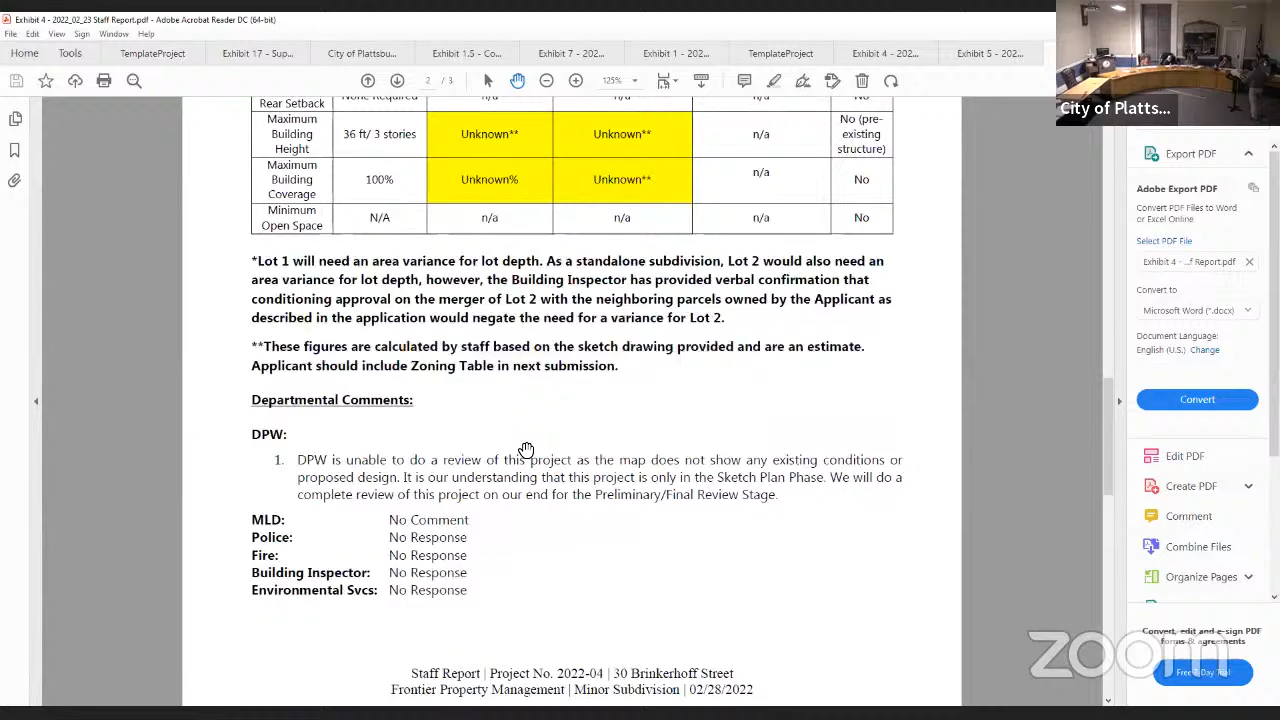 Exhibit 4 - 2022_02_23 Staff Report.pdf - Adobe Acrobat Reader DC (64-bit)
File Edit View Sign Window Help
Home Tools TemplateProject Exhibit 17 - Sup... City of Plattsbu... Exhibit 1.5 - Co... Exhibit 7 - 202... Exhibit 1 - 202... TemplateProject Exhibit 4 - 202... Exhibit 5 - 202...
2 / 3 125%
City of Platts...
Rear Setback None Required n/a n/a n/a No
Maximum Building Height 36 ft/ 3 stories Unknown** Unknown** n/a No (pre-existing structure)
Maximum Building Coverage 100% Unknown% Unknown** n/a No
Minimum Open Space N/A n/a n/a n/a No
*Lot 1 will need an area variance for lot depth. As a standalone subdivision, Lot 2 would also need an
area variance for lot depth, however, the Building Inspector has provided verbal confirmation that
conditioning approval on the merger of Lot 2 with the neighboring parcels owned by the Applicant as
described in the application would negate the need for a variance for Lot 2.
**These figures are calculated by staff based on the sketch drawing provided and are an estimate.
Applicant should include Zoning Table in next submission.
Departmental Comments:
DPW:
1. DPW is unable to do a review of this project as the map does not show any existing conditions or
proposed design. It is our understanding that this project is only in the Sketch Plan Phase. We will do a
complete review of this project on our end for the Preliminary/Final Review Stage.
MLD: No Comment
Police: No Response
Fire: No Response
Building Inspector: No Response
Environmental Svcs: No Response
Staff Report | Project No. 2022-04 | 30 Brinkerhoff Street
Frontier Property Management | Minor Subdivision | 02/28/2022
Export PDF
Adobe Export PDF
Convert PDF Files to Word
or Excel Online
Select PDF File
Exhibit 4 - ...f Report.pdf
Convert to
Microsoft Word (*.docx)
Document Language:
English (U.S.) Change
Convert
Edit PDF
Create PDF
Comment
Combine Files
Organize Pages
Convert, edit and e-sign PDF
forms & agreements
Free 7-Day Trial
zoom